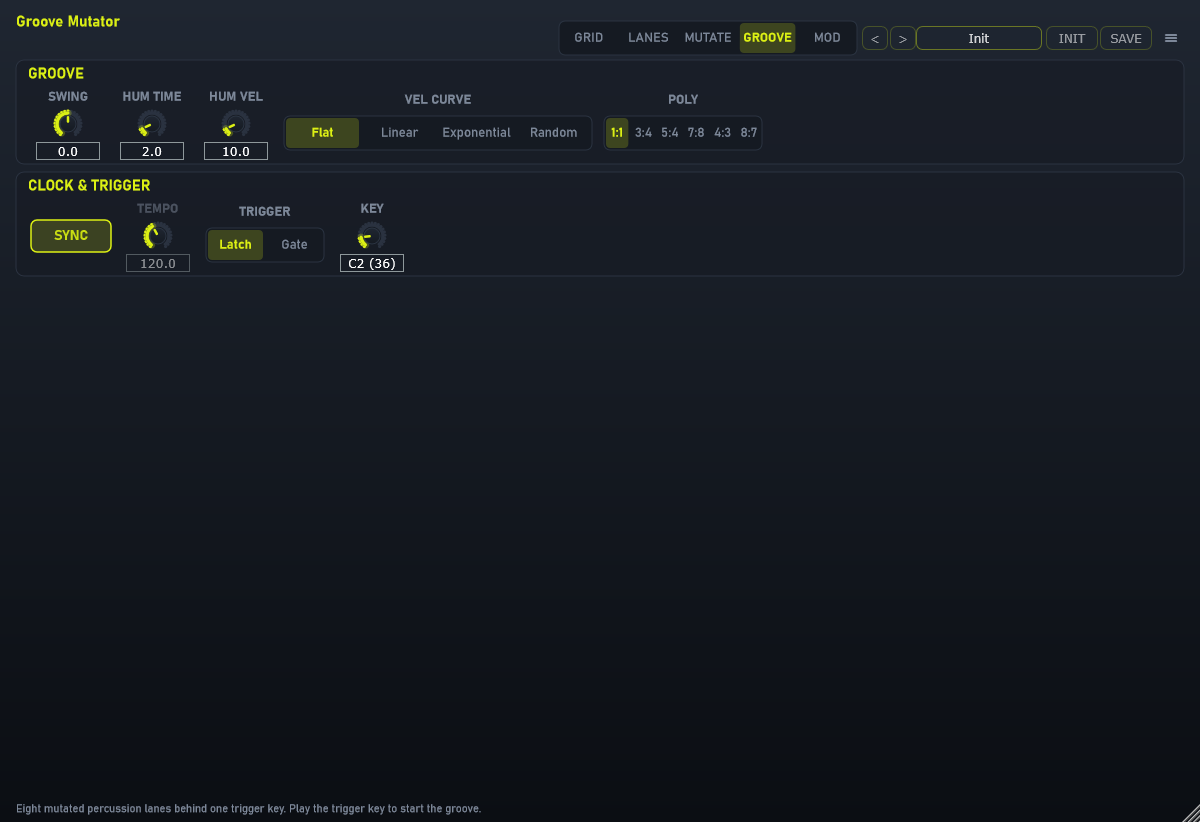 Groove Mutator
GRID LANES MUTATE GROOVE MOD < > Init INIT SAVE
GROOVE
SWING HUM TIME HUM VEL VEL CURVE POLY
Flat Linear Exponential Random 1:1 3:4 5:4 7:8 4:3 8:7
0.0 2.0 10.0
CLOCK & TRIGGER
TEMPO TRIGGER KEY
SYNC Latch Gate
120.0 C2 (36)
Eight mutated percussion lanes behind one trigger key. Play the trigger key to start the groove.